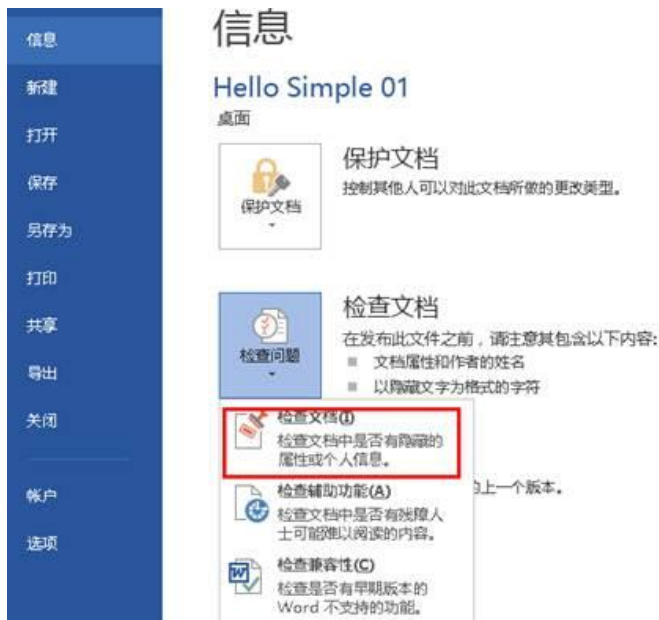 信息
新建
打开
保存
另存为
打印
共享
导出
关闭
帐户
选项
信息
Hello Simple 01
桌面
保护文档
保护文档
控制其他人可以对此文档所做的更改类型。
检查问题
检查文档
在发布此文件之前，请注意其包含以下内容:
文档属性和作者的姓名
以隐藏文字为格式的字符
检查文档(I)
检查文档中是否有隐藏的
属性或个人信息。
检查辅助功能(A)
检查文档中是否有残障人
士可能难以阅读的内容。
的上一个版本。
检查兼容性(C)
检查是否有早期版本的
Word 不支持的功能。